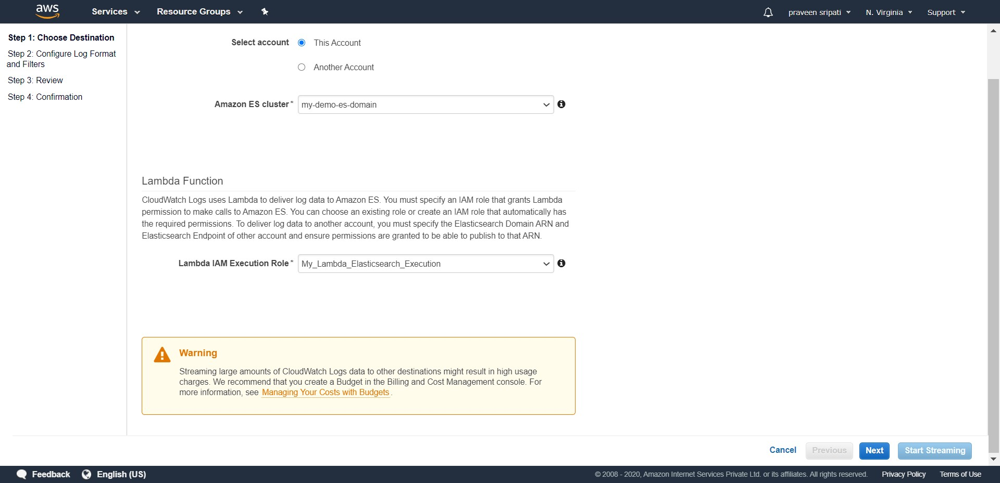 aws Services Resource Groups praveen sripati N. Virginia Support
Step 1: Choose Destination
Step 2: Configure Log Format
and Filters
Step 3: Review
Step 4: Confirmation
Select account This Account
Another Account
Amazon ES cluster * my-demo-es-domain
Lambda Function
CloudWatch Logs uses Lambda to deliver log data to Amazon ES. You must specify an IAM role that grants Lambda
permission to make calls to Amazon ES. You can choose an existing role or create an IAM role that automatically has
the required permissions. To deliver log data to another account, you must specify the Elasticsearch Domain ARN and
Elasticsearch Endpoint of other account and ensure permissions are granted to be able to publish to that ARN.
Lambda IAM Execution Role * My_Lambda_Elasticsearch_Execution
Warning
Streaming large amounts of CloudWatch Logs data to other destinations might result in high usage
charges. We recommend that you create a Budget in the Billing and Cost Management console. For
more information, see Managing Your Costs with Budgets.
Cancel Previous Next Start Streaming
Feedback English (US) © 2008 - 2020, Amazon Internet Services Private Ltd. or its affiliates. All rights reserved. Privacy Policy Terms of Use